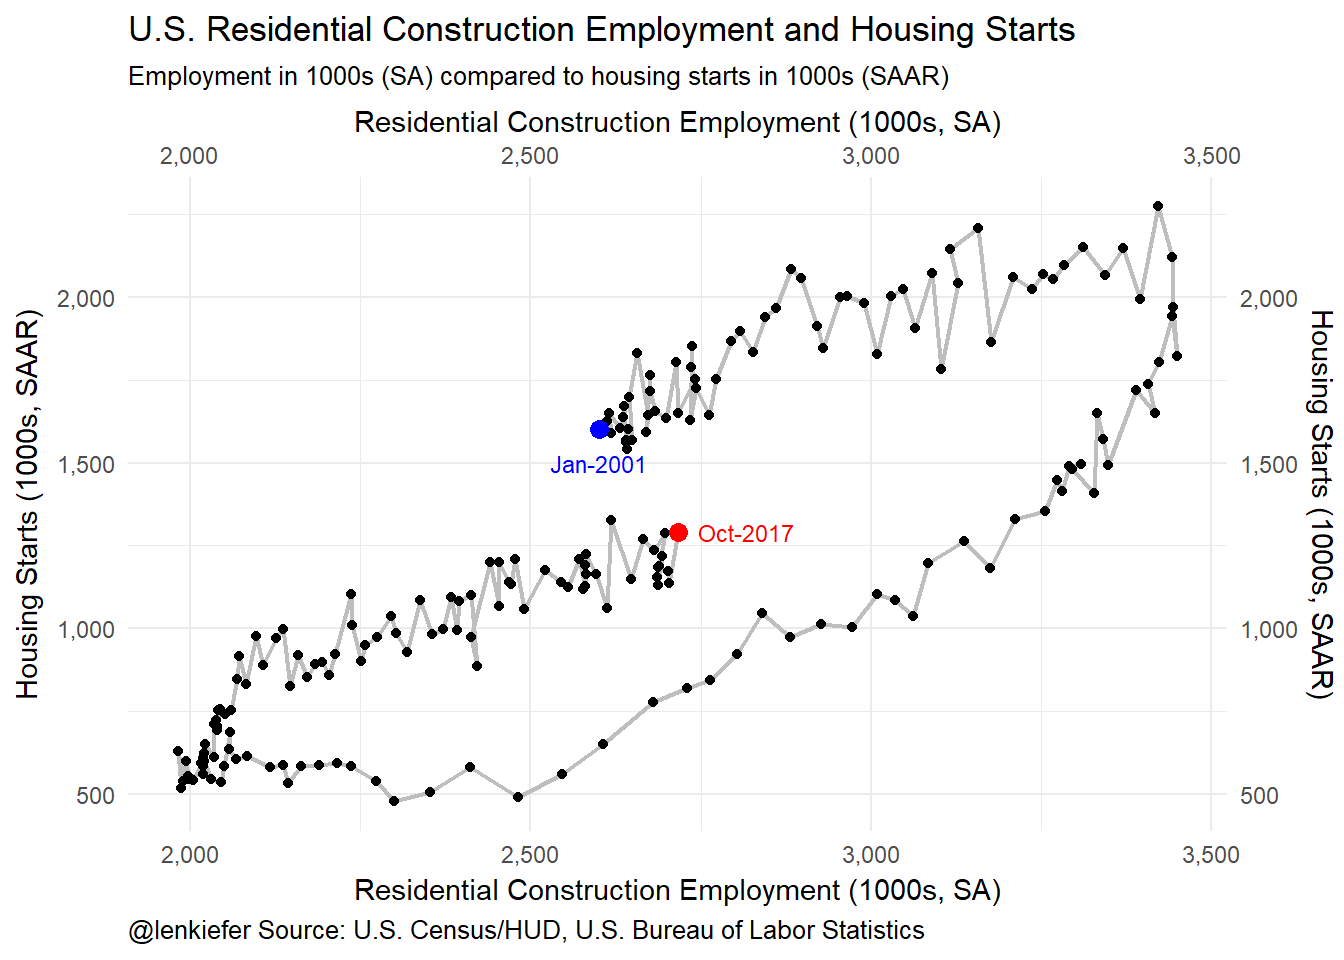 U.S. Residential Construction Employment and Housing Starts
Employment in 1000s (SA) compared to housing starts in 1000s (SAAR)
Residential Construction Employment (1000s, SA)
2,000 2,500 3,000 3,500
2,000 2,000
Housing Starts (1000s, SAAR)
Housing Starts (1000s, SAAR)
1,500 1,500
Jan-2001
Oct-2017
1,000 1,000
500 500
2,000 2,500 3,000 3,500
Residential Construction Employment (1000s, SA)
@lenkiefer Source: U.S. Census/HUD, U.S. Bureau of Labor Statistics